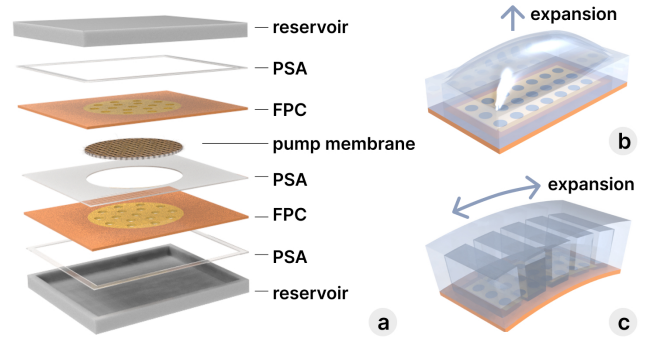 reservoir
PSA
FPC
pump membrane
PSA
FPC
PSA
reservoir
a
expansion
b
expansion
c